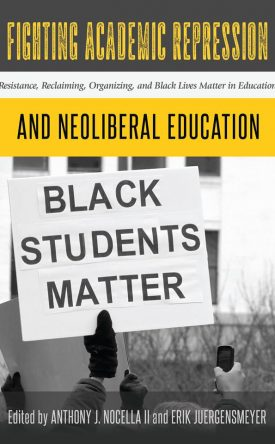 FIGHTING ACADEMIC REPRESSION
Resistance, Reclaiming, Organizing, and Black Lives Matter in Education
AND NEOLIBERAL EDUCATION
BLACK
STUDENTS
MATTER
Edited by ANTHONY J. NOCELLA II and ERIK JUERGENSMEYER